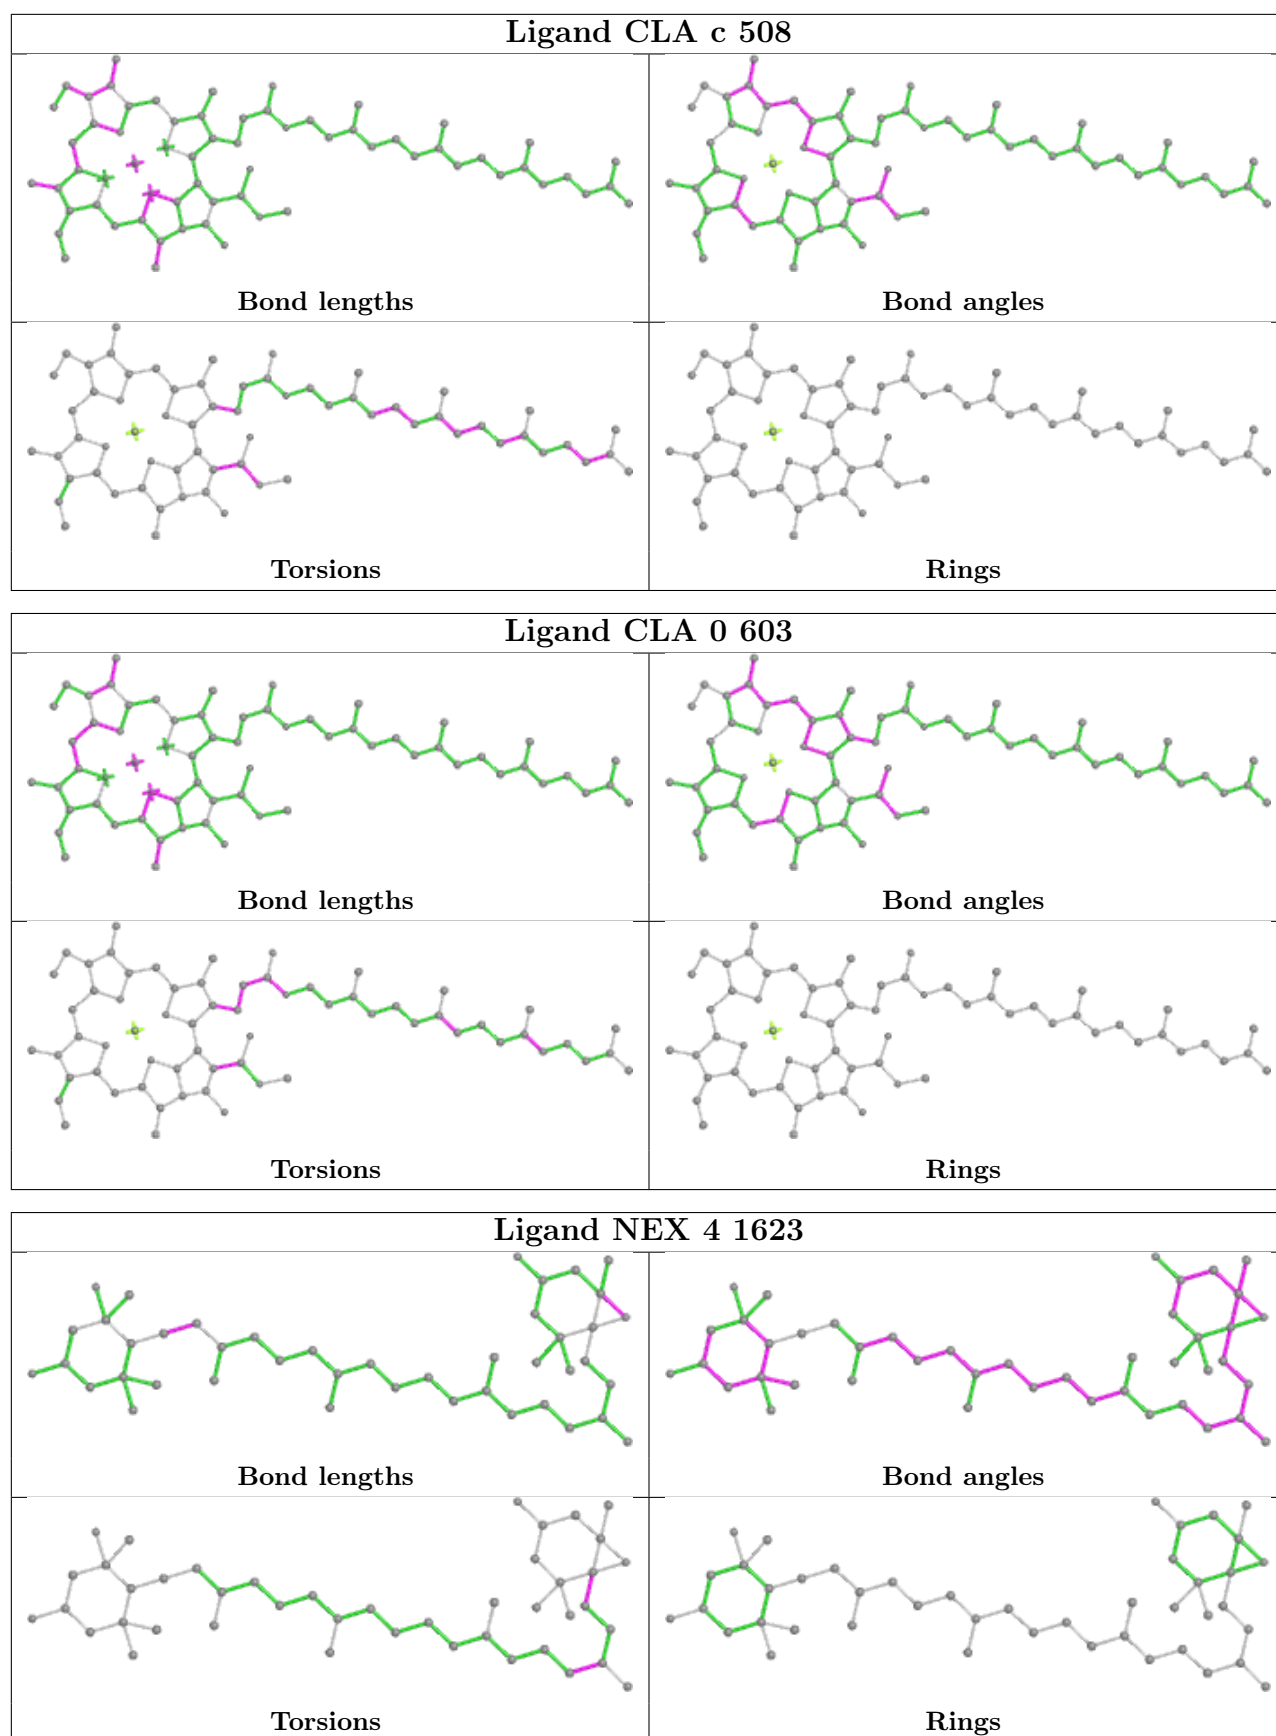 Ligand CLA c 508
Bond lengths
Bond angles
Torsions
Rings
Ligand CLA 0 603
Bond lengths
Bond angles
Torsions
Rings
Ligand NEX 4 1623
Bond lengths
Bond angles
Torsions
Rings